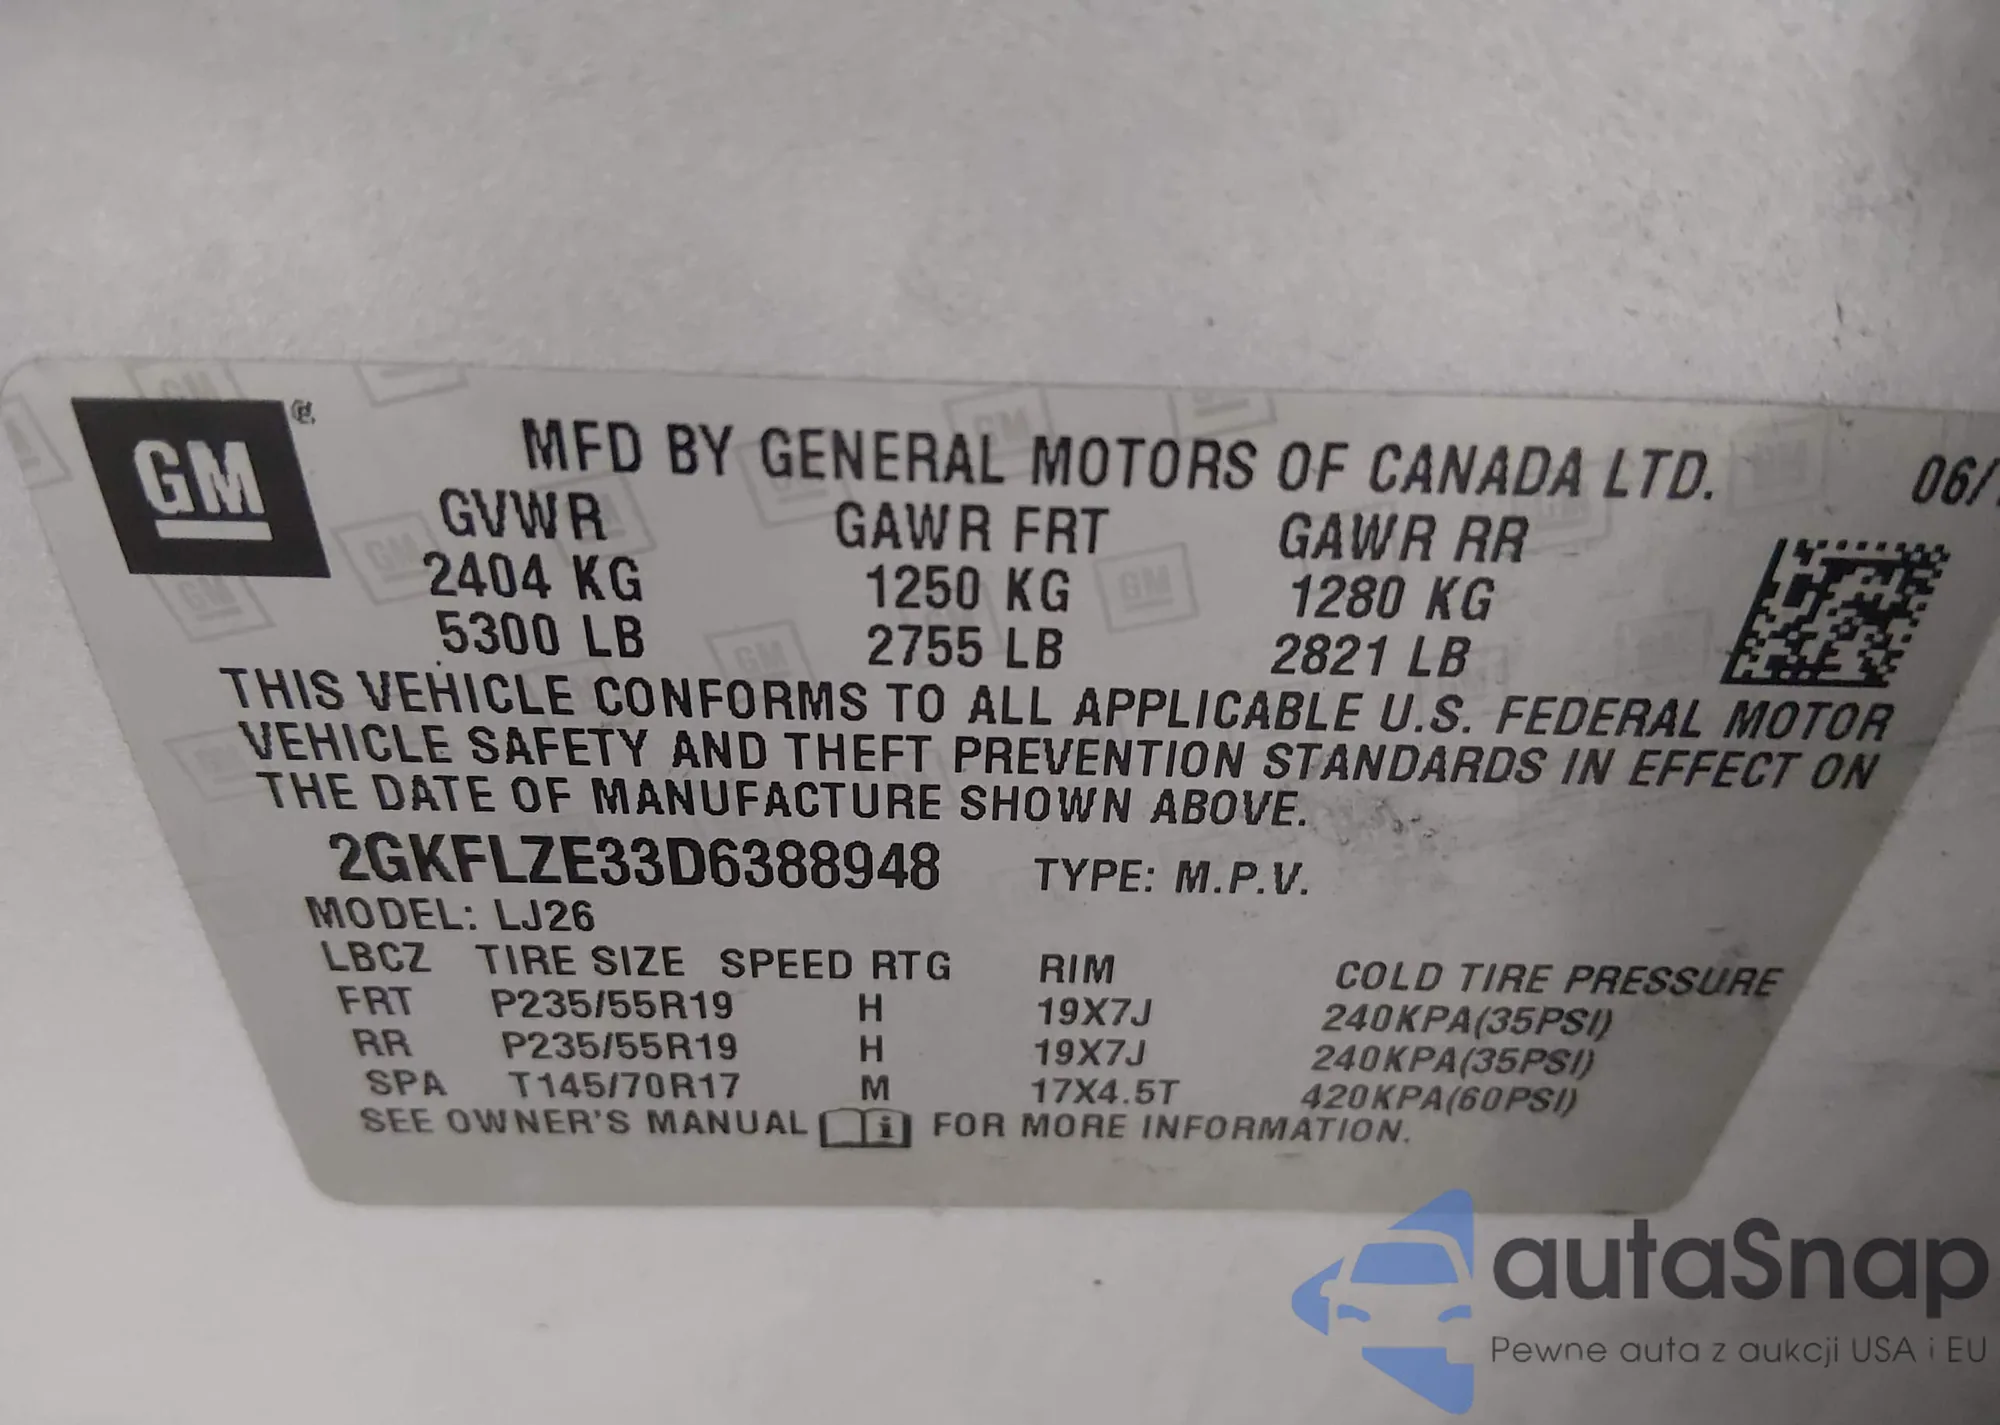 GM
MFD BY GENERAL MOTORS OF CANADA LTD. 06/
GVWR GAWR FRT GAWR RR
2404 KG 1250 KG 1280 KG
5300 LB 2755 LB 2821 LB
THIS VEHICLE CONFORMS TO ALL APPLICABLE U.S. FEDERAL MOTOR
VEHICLE SAFETY AND THEFT PREVENTION STANDARDS IN EFFECT ON
THE DATE OF MANUFACTURE SHOWN ABOVE.
2GKFLZE33D6388948 TYPE: M.P.V.
MODEL: LJ26
LBCZ TIRE SIZE SPEED RTG RIM COLD TIRE PRESSURE
FRT P235/55R19 H 19X7J 240KPA(35PSI)
RR P235/55R19 H 19X7J 240KPA(35PSI)
SPA T145/70R17 M 17X4.5T 420KPA(60PSI)
SEE OWNER'S MANUAL i FOR MORE INFORMATION.
autaSnap
Pewne auta z aukcji USA i EU